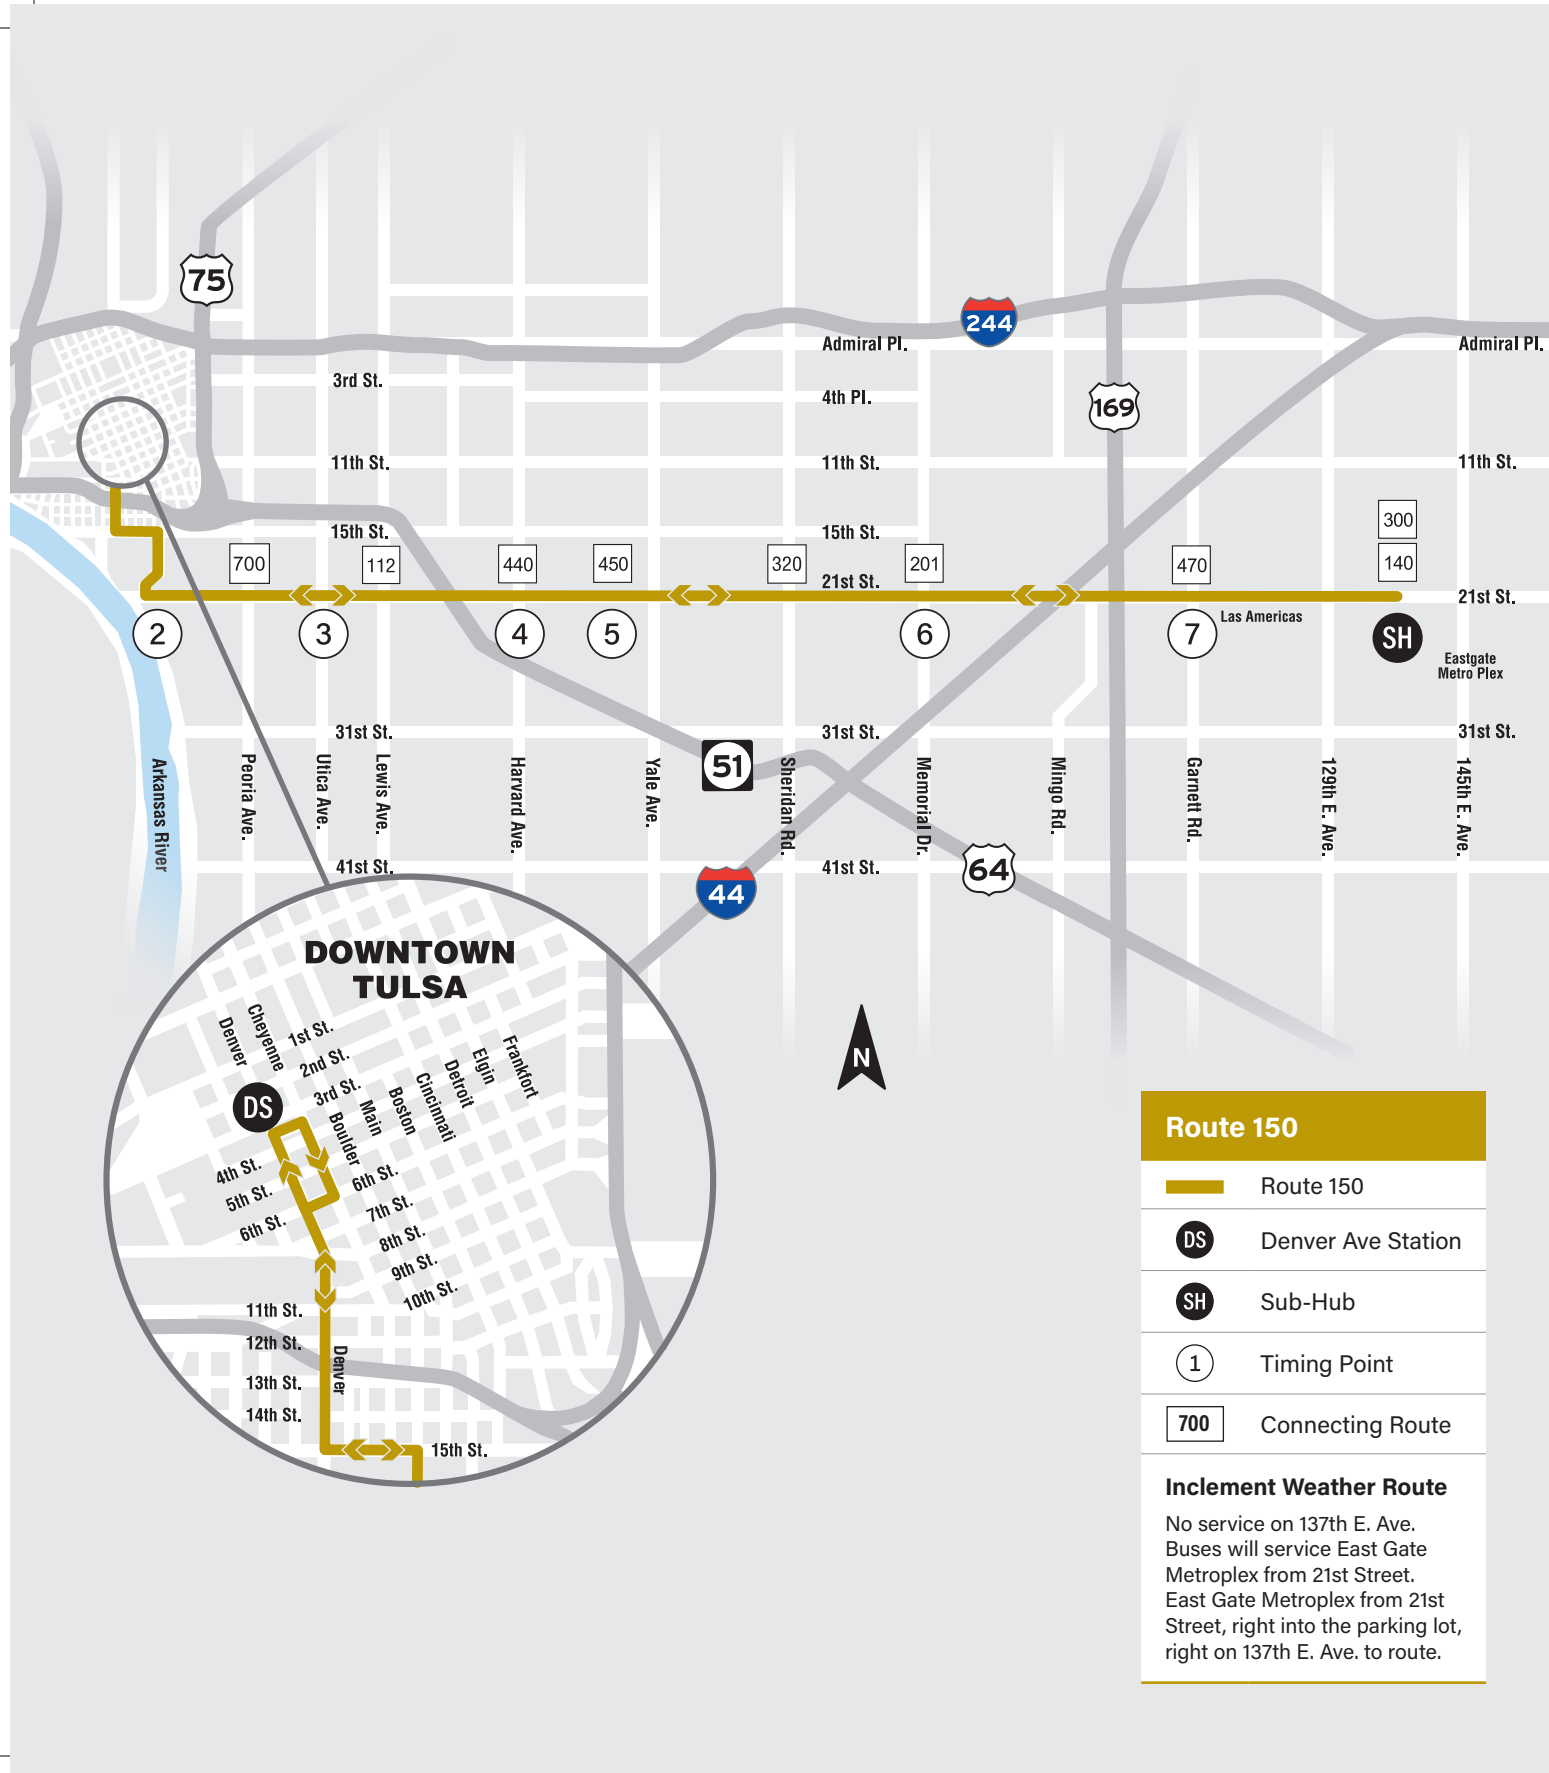 75
244
Admiral Pl.
Admiral Pl.
3rd St.
4th Pl.
169
11th St.
11th St.
11th St.
300
15th St.
15th St.
700
112
440
450
320
201
470
140
21st St.
21st St.
2
3
4
5
6
7
Las Americas
SH
Eastgate
Metro Plex
31st St.
31st St.
31st St.
Arkansas River
Peoria Ave.
Utica Ave.
Lewis Ave.
Harvard Ave.
Yale Ave.
51
Sheridan Rd.
Memorial Dr.
Mingo Rd.
Garnett Rd.
129th E. Ave.
145th E. Ave.
41st St.
41st St.
64
44
DOWNTOWN
TULSA
Denver
Cheyenne
1st St.
2nd St.
3rd St.
Boulder
Main
Boston
Cincinnati
Detroit
Elgin
Frankfort
DS
4th St.
5th St.
6th St.
6th St.
7th St.
8th St.
9th St.
10th St.
11th St.
12th St.
Denver
13th St.
14th St.
15th St.
N
Route 150
Route 150
DS Denver Ave Station
SH Sub-Hub
1 Timing Point
700 Connecting Route
Inclement Weather Route
No service on 137th E. Ave.
Buses will service East Gate
Metroplex from 21st Street.
East Gate Metroplex from 21st
Street, right into the parking lot,
right on 137th E. Ave. to route.